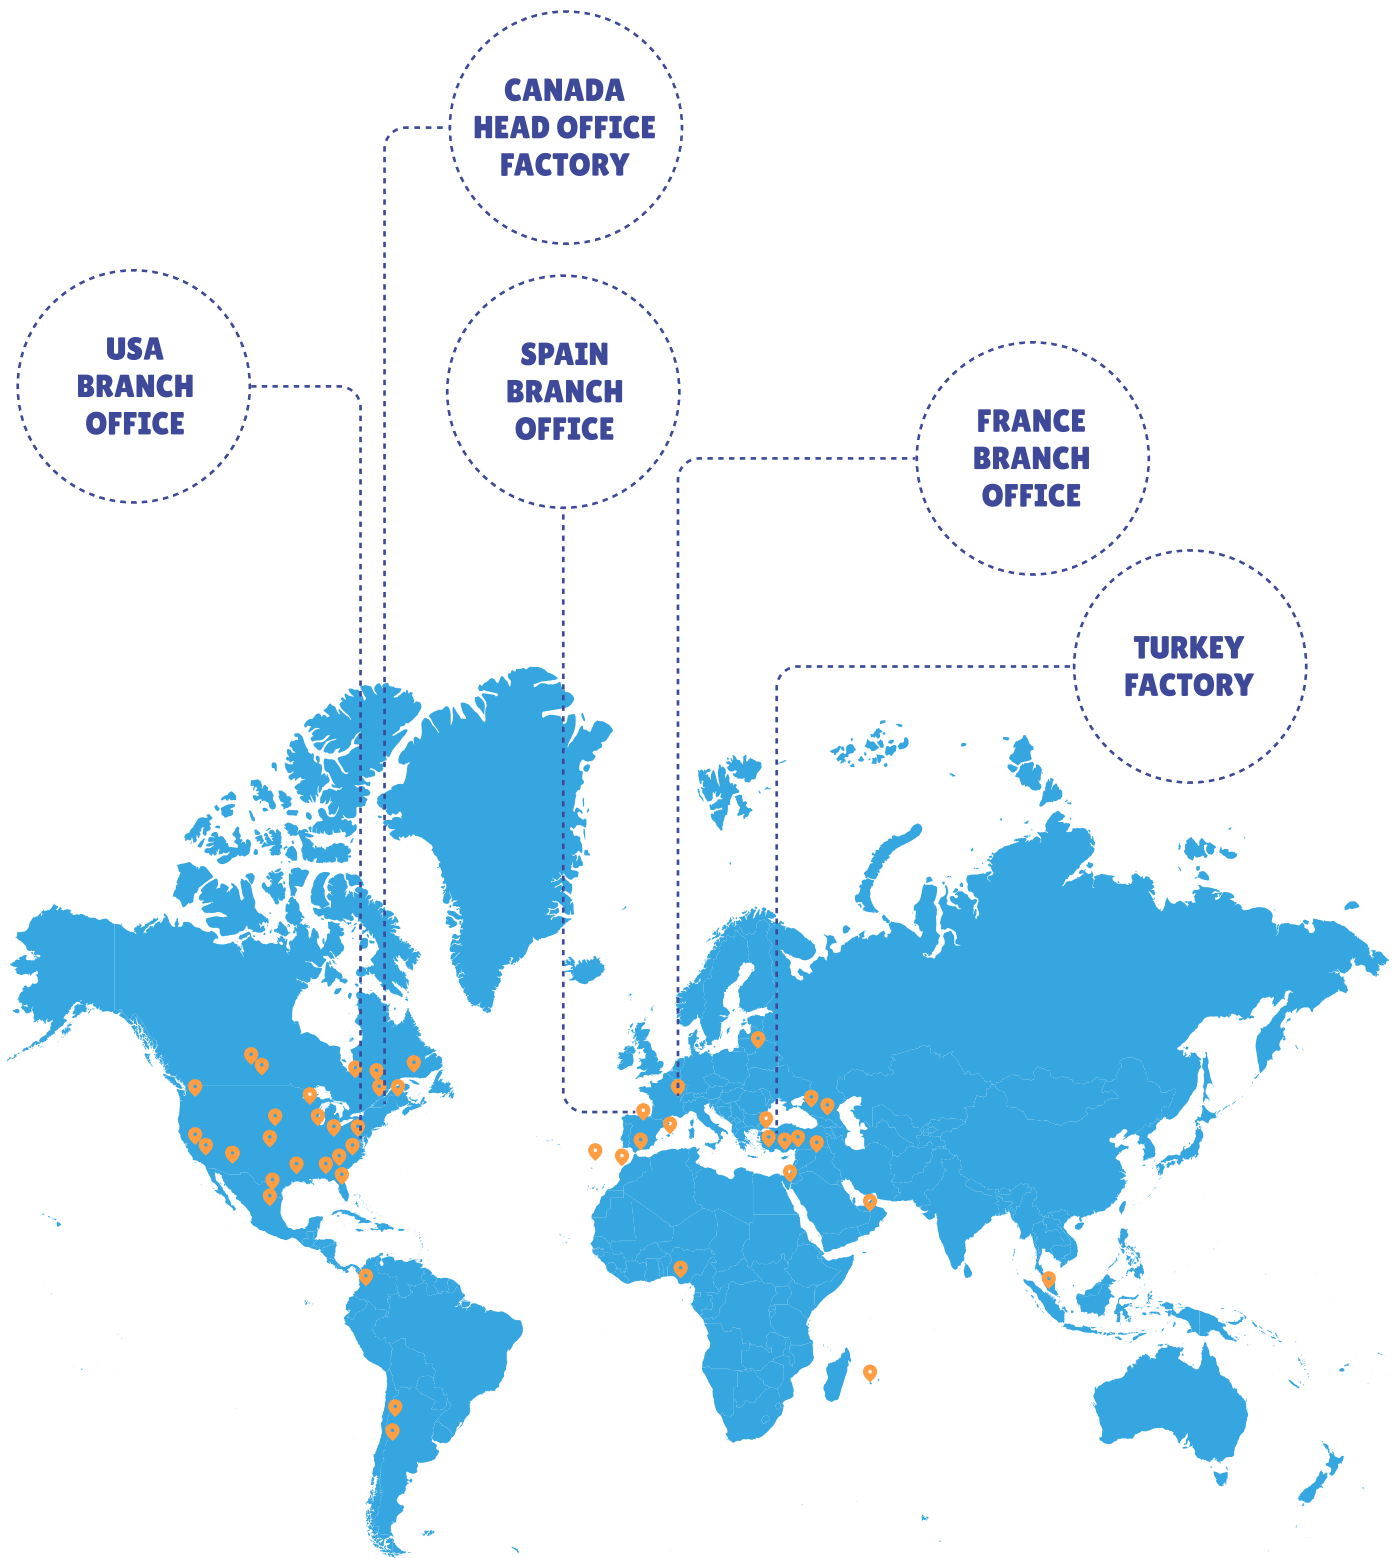 CANADA
HEAD OFFICE
FACTORY
USA
BRANCH
OFFICE
SPAIN
BRANCH
OFFICE
FRANCE
BRANCH
OFFICE
TURKEY
FACTORY